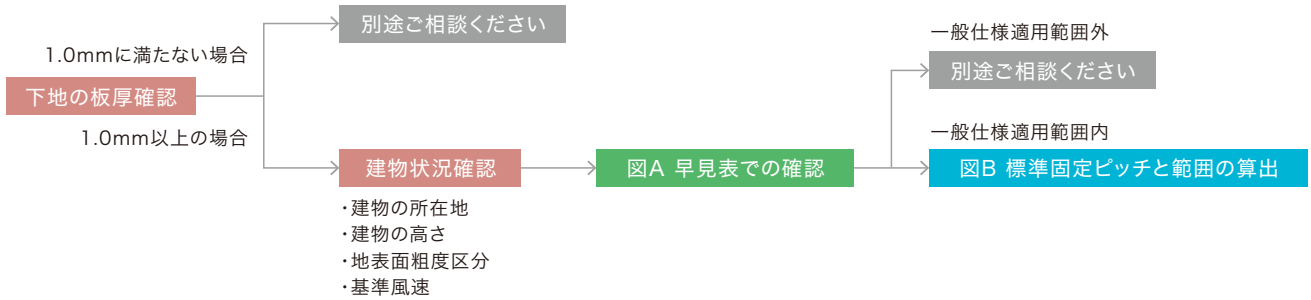 下地の板厚確認
1.0mmに満たない場合
別途ご相談ください
1.0mm以上の場合
建物状況確認
・建物の所在地
・建物の高さ
・地表面粗度区分
・基準風速
図A 早見表での確認
一般仕様適用範囲外
別途ご相談ください
一般仕様適用範囲内
図B 標準固定ピッチと範囲の算出